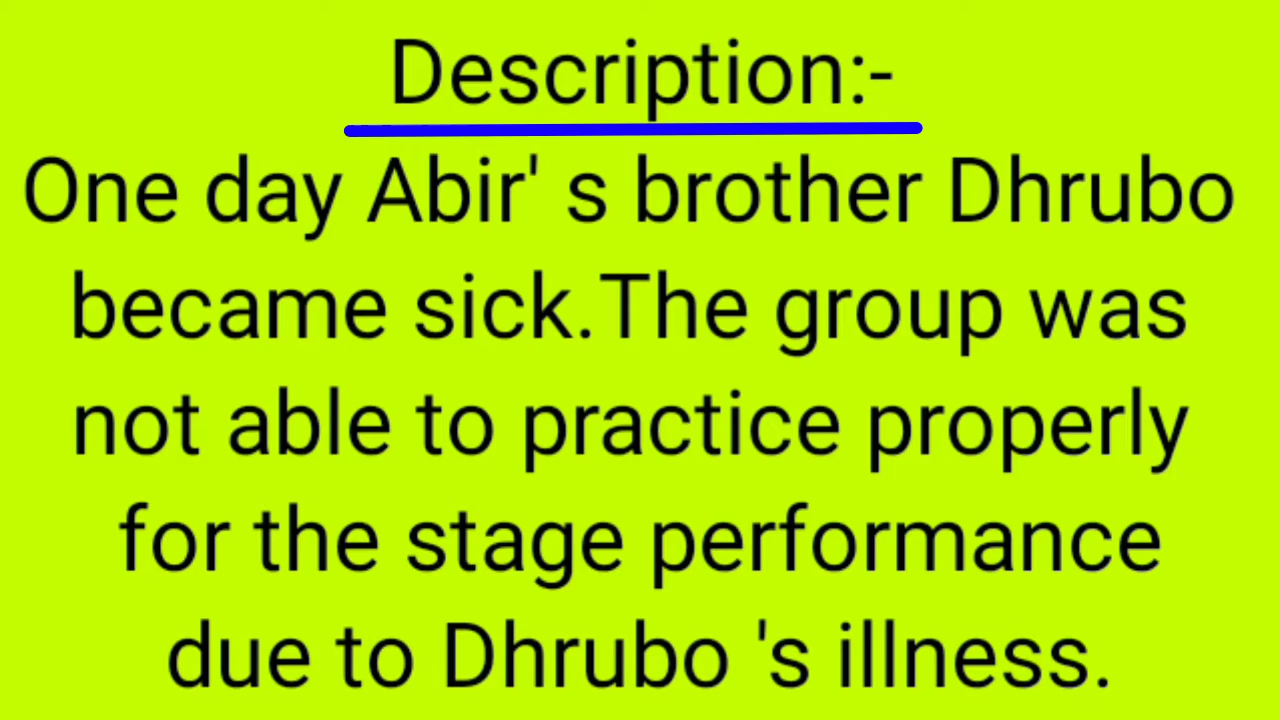 Description:-
One day Abir' s brother Dhrubo
became sick.The group was
not able to practice properly
for the stage performance
due to Dhrubo 's illness.